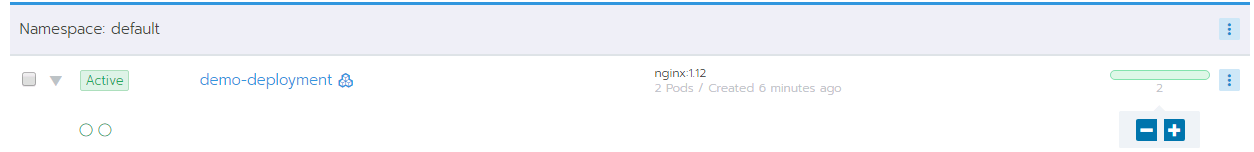 Namespace: default
Active
demo-deployment
nginx:1.12
2 Pods / Created 6 minutes ago
2